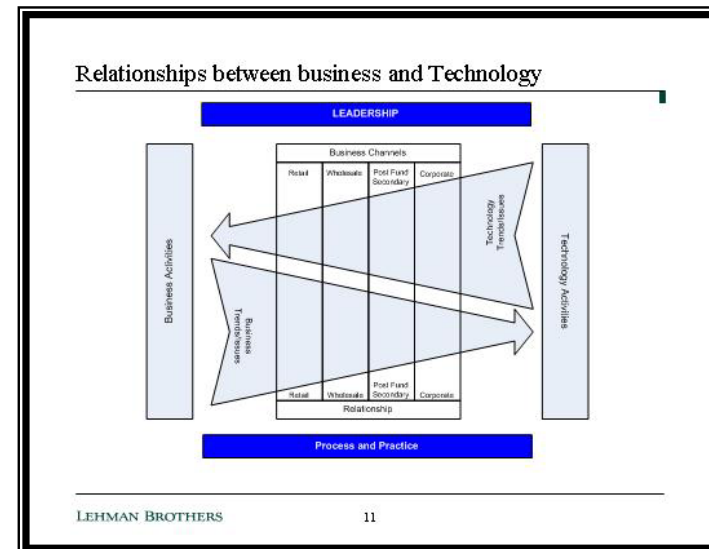 Relationships between business and Technology
LEADERSHIP
Business Channels
Retail
Wholesale
Post Fund
Secondary
Corporate
Business Activities
Technology
Trends/Issues
Technology Activities
Business
Trends/Issues
Retail
Wholesale
Post Fund
Secondary
Corporate
Relationship
Process and Practice
LEHMAN BROTHERS
11